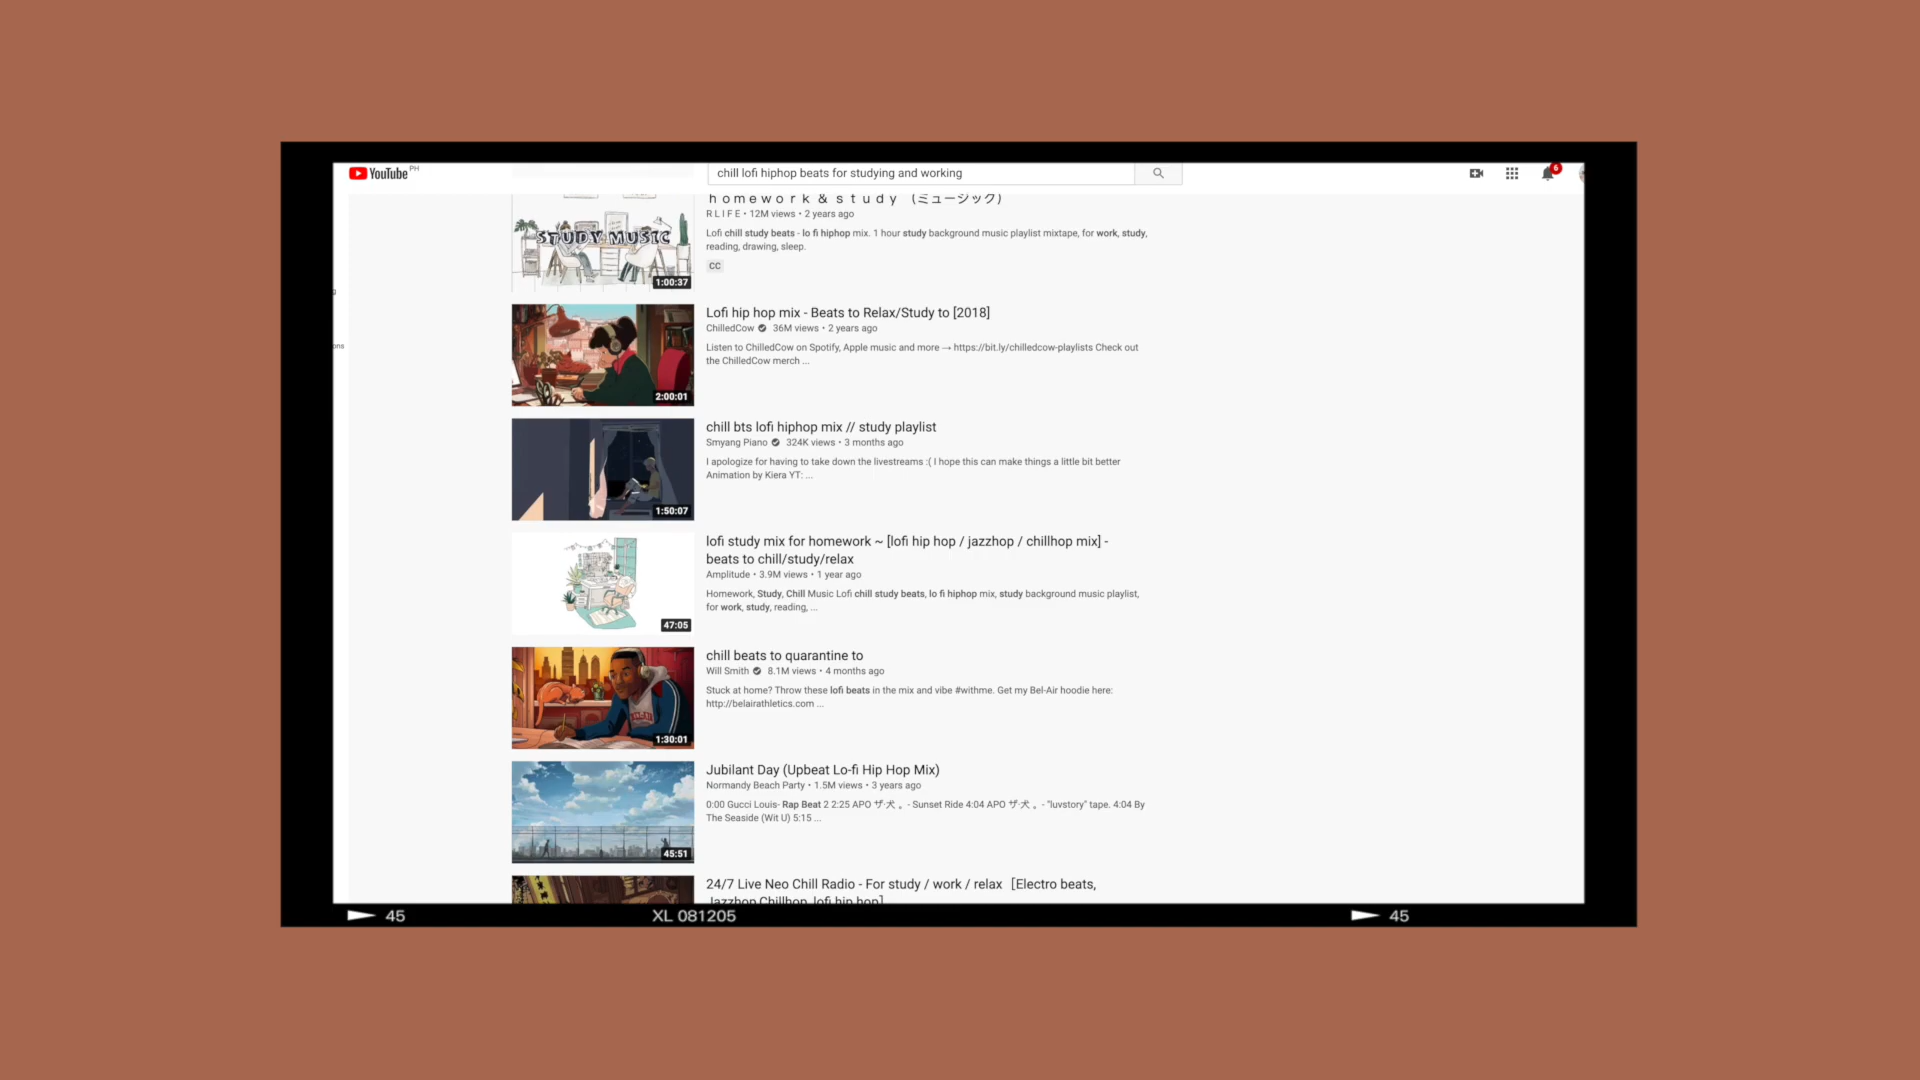 YouTube PH
chill lofi hiphop beats for studying and working
6
h o m e w o r k & s t u d y （ミュージック)
R L I F E • 12M views • 2 years ago
Lofi chill study beats - lo fi hiphop mix. 1 hour study background music playlist mixtape, for work, study,
reading, drawing, sleep.
CC
STUDY MUSIC
1:00:37
Lofi hip hop mix - Beats to Relax/Study to [2018]
ChilledCow 36M views • 2 years ago
Listen to ChilledCow on Spotify, Apple music and more → https://bit.ly/chilledcow-playlists Check out
the ChilledCow merch ...
2:00:01
ons
chill bts lofi hiphop mix // study playlist
Smyang Piano 324K views • 3 months ago
I apologize for having to take down the livestreams :( I hope this can make things a little bit better
Animation by Kiera YT: ...
1:50:07
lofi study mix for homework ~ [lofi hip hop / jazzhop / chillhop mix] -
beats to chill/study/relax
Amplitude • 3.9M views • 1 year ago
Homework, Study, Chill Music Lofi chill study beats, lo fi hiphop mix, study background music playlist,
for work, study, reading, ...
47:05
chill beats to quarantine to
Will Smith 8.1M views • 4 months ago
Stuck at home? Throw these lofi beats in the mix and vibe #withme. Get my Bel-Air hoodie here:
http://belairathletics.com ...
1:30:01
Jubilant Day (Upbeat Lo-fi Hip Hop Mix)
Normandy Beach Party • 1.5M views • 3 years ago
0:00 Gucci Louis- Rap Beat 2 2:25 APO ザ·犬 。- Sunset Ride 4:04 APO ザ·犬 。- "luvstory" tape. 4:04 By
The Seaside (Wit U) 5:15 ...
45:51
24/7 Live Neo Chill Radio - For study / work / relax［Electro beats,
Jazzhop Chillhop, lofi hip hop]
45
XL 081205
45